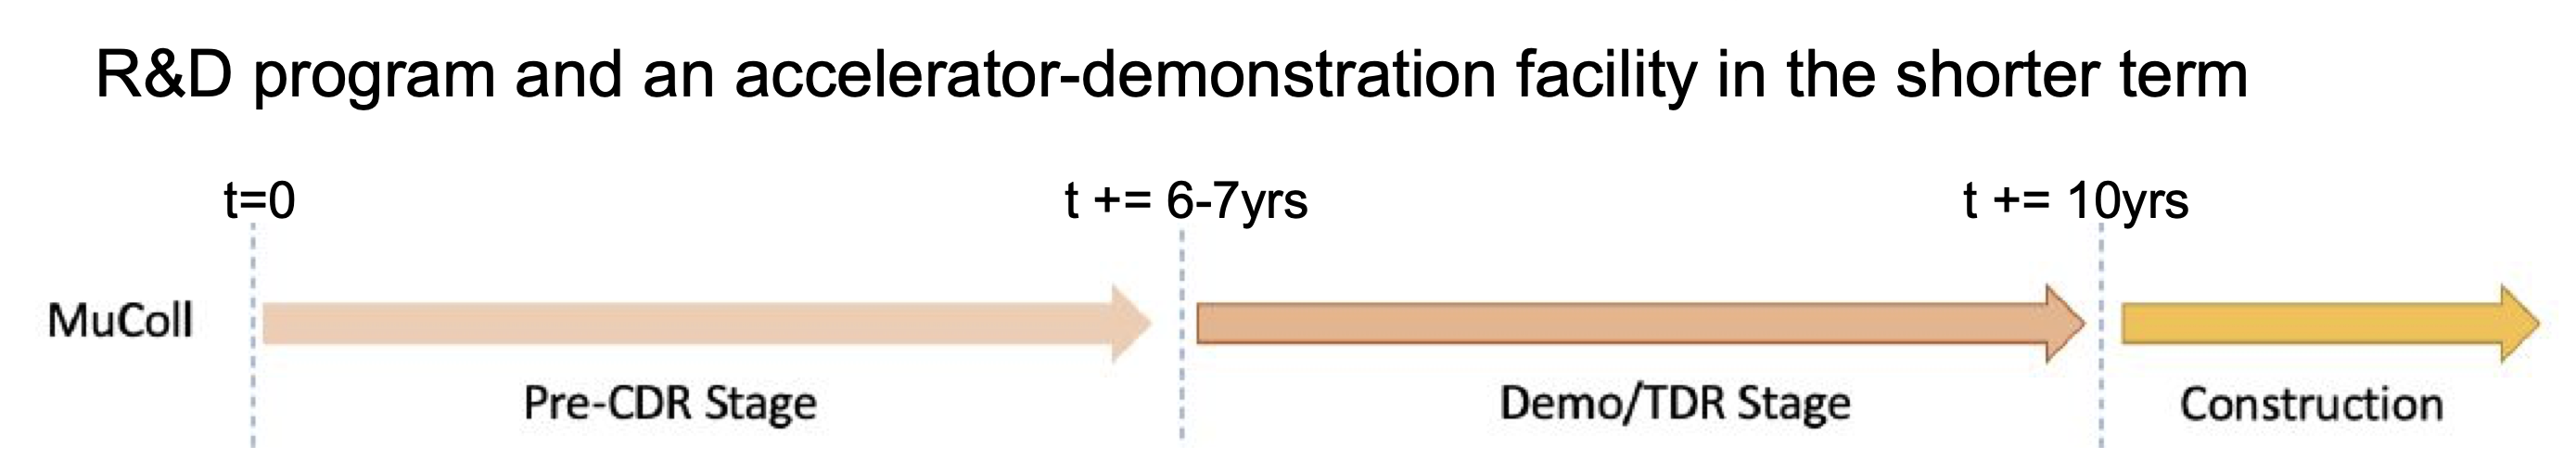 R&D program and an accelerator-demonstration facility in the shorter term
t=0
t += 6-7yrs
t += 10yrs
MuColl
Pre-CDR Stage
Demo/TDR Stage
Construction